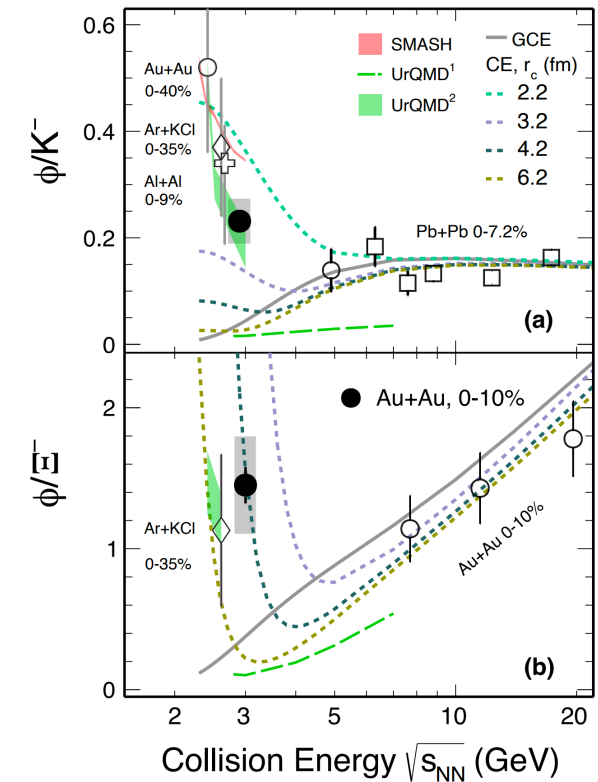 0.6
0.4
0.2
0
ϕ/K⁻
Au+Au
0-40%
Ar+KCl
0-35%
Al+Al
0-9%
SMASH
UrQMD¹
UrQMD²
GCE
CE, r_c (fm)
2.2
3.2
4.2
6.2
Pb+Pb 0-7.2%
(a)
2
1
0
ϕ/Ξ⁻
Au+Au, 0-10%
Ar+KCl
0-35%
Au+Au 0-10%
(b)
2 3 4 5 10 20
Collision Energy √s_NN (GeV)